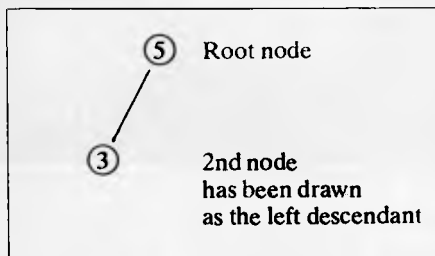 5 Root node
3 2nd node
has been drawn
as the left descendant